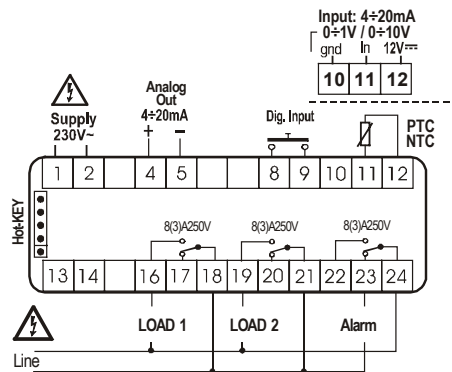 Input: 4÷20mA
0÷1V / 0÷10V
gnd In 12V
10 11 12
Supply
230V~
Analog
Out
4÷20mA
+ −
Dig. Input
PTC
NTC
1 2 4 5 8 9 10 11 12
Hot-KEY
8(3)A250V 8(3)A250V 8(3)A250V
13 14 16 17 18 19 20 21 22 23 24
LOAD 1 LOAD 2 Alarm
Line